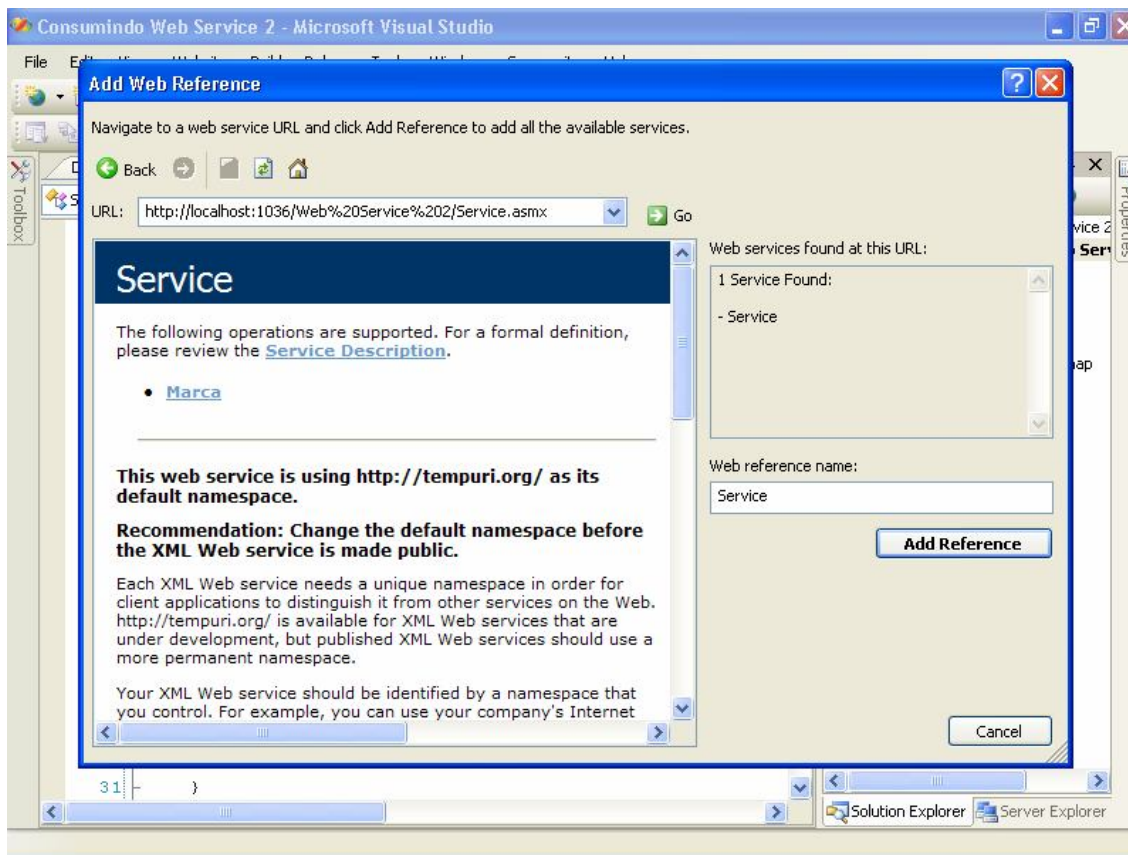 Consumindo Web Service 2 - Microsoft Visual Studio
File
Add Web Reference
Navigate to a web service URL and click Add Reference to add all the available services.
Back
URL: http://localhost:1036/Web%20Service%202/Service.asmx Go
Toolbox
Properties
Service
The following operations are supported. For a formal definition,
please review the Service Description.
• Marca
This web service is using http://tempuri.org/ as its
default namespace.
Recommendation: Change the default namespace before
the XML Web service is made public.
Each XML Web service needs a unique namespace in order for
client applications to distinguish it from other services on the Web.
http://tempuri.org/ is available for XML Web services that are
under development, but published XML Web services should use a
more permanent namespace.
Your XML Web service should be identified by a namespace that
you control. For example, you can use your company's Internet
Web services found at this URL:
1 Service Found:
- Service
Web reference name:
Service
Add Reference
Cancel
vice 2
Ser
ap
31 }
Solution Explorer Server Explorer